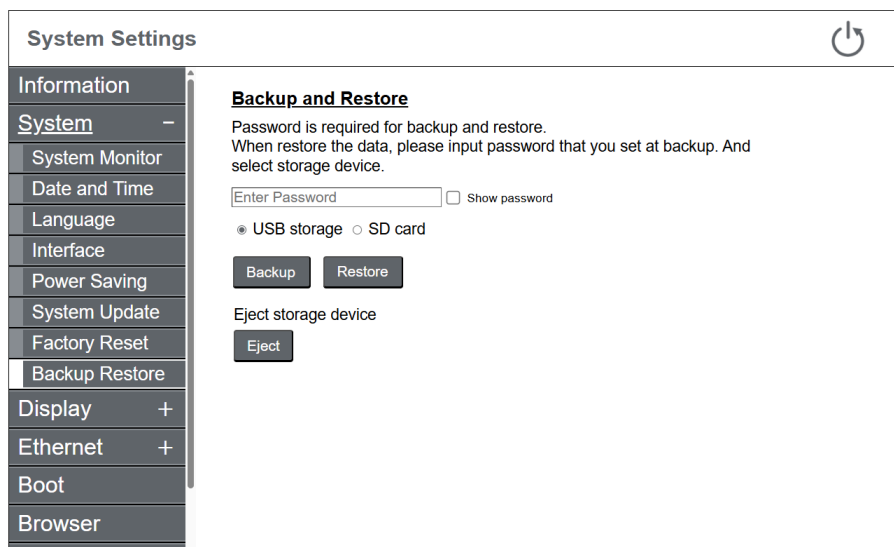 System Settings
Information
System −
System Monitor
Date and Time
Language
Interface
Power Saving
System Update
Factory Reset
Backup Restore
Display +
Ethernet +
Boot
Browser
Backup and Restore
Password is required for backup and restore.
When restore the data, please input password that you set at backup. And
select storage device.
Enter Password Show password
USB storage SD card
Backup Restore
Eject storage device
Eject